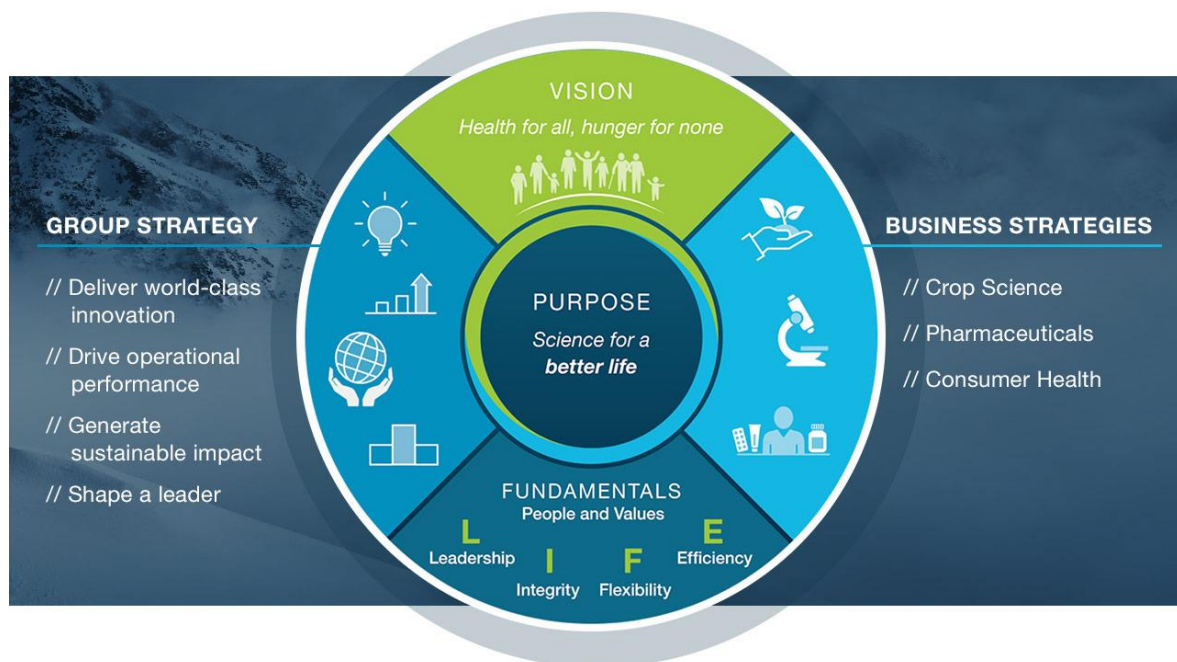 VISION
Health for all, hunger for none
GROUP STRATEGY
// Deliver world-class
innovation
// Drive operational
performance
// Generate
sustainable impact
// Shape a leader
PURPOSE
Science for a
better life
BUSINESS STRATEGIES
// Crop Science
// Pharmaceuticals
// Consumer Health
FUNDAMENTALS
People and Values
L
Leadership
I
Integrity
F
Flexibility
E
Efficiency